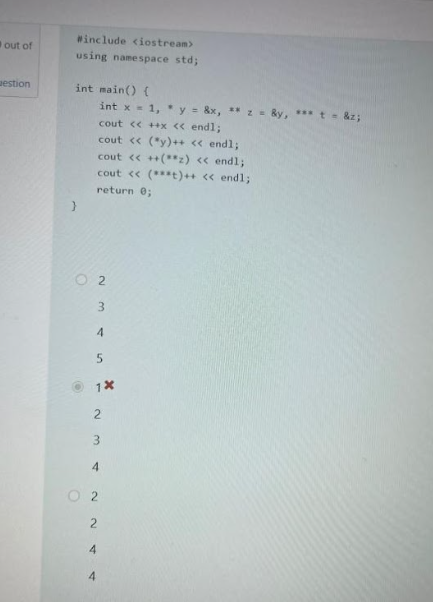 out of
#include <iostream>
using namespace std;
int main() {
int x = 1, * y = &x, ** z = &y, *** t = &z;
cout << ++x << endl;
cout << (*y)++ << endl;
cout << ++(**z) << endl;
cout << (***t)++ << endl;
return 0;
}
2
3
4
5
1 ✖
2
3
4
2
2
4
4